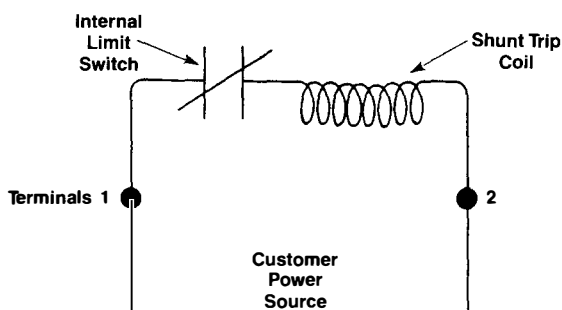 Internal
Limit
Switch
Shunt Trip
Coil
Terminals 1
2
Customer
Power
Source